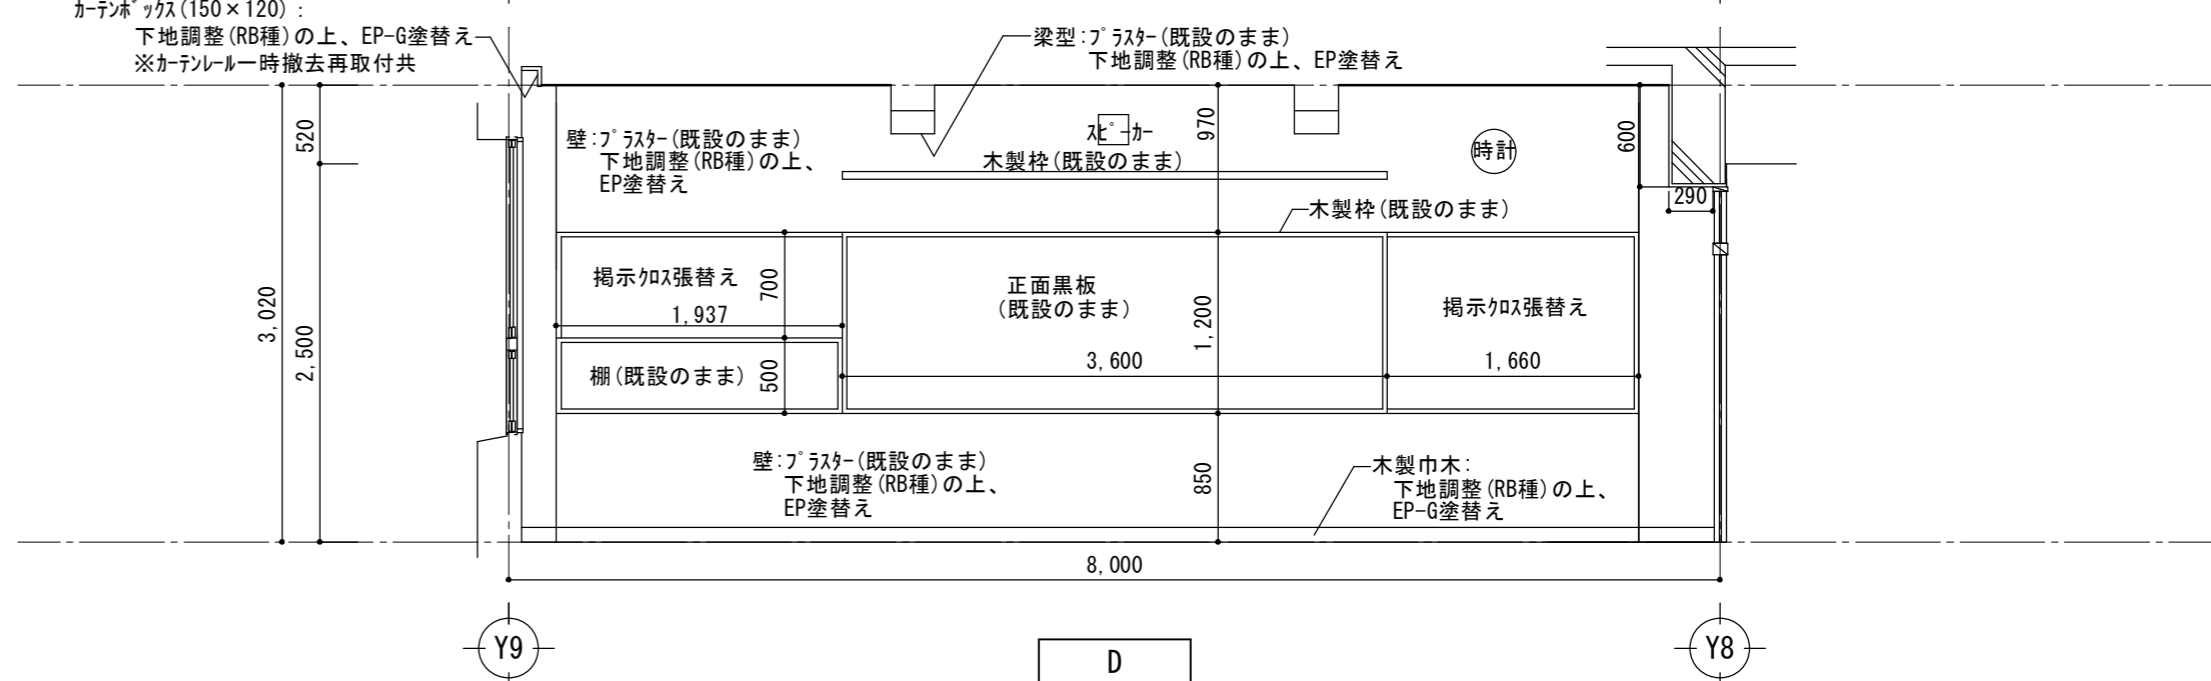 カーテンボックス(150×120):
下地調整(RB種)の上、EP-G塗替え
※カーテンレール一時撤去再取付共
梁型:プラスター(既設のまま)
下地調整(RB種)の上、EP塗替え
520
壁:プラスター(既設のまま)
下地調整(RB種)の上、
EP塗替え
スピーカー
970
木製枠(既設のまま)
時計
600
290
木製枠(既設のまま)
3,020
2,500
掲示クロス張替え
700
1,937
正面黒板
(既設のまま)
1,200
3,600
掲示クロス張替え
1,660
棚(既設のまま)
500
壁:プラスター(既設のまま)
下地調整(RB種)の上、
EP塗替え
850
木製巾木:
下地調整(RB種)の上、
EP-G塗替え
8,000
Y9
D
Y8